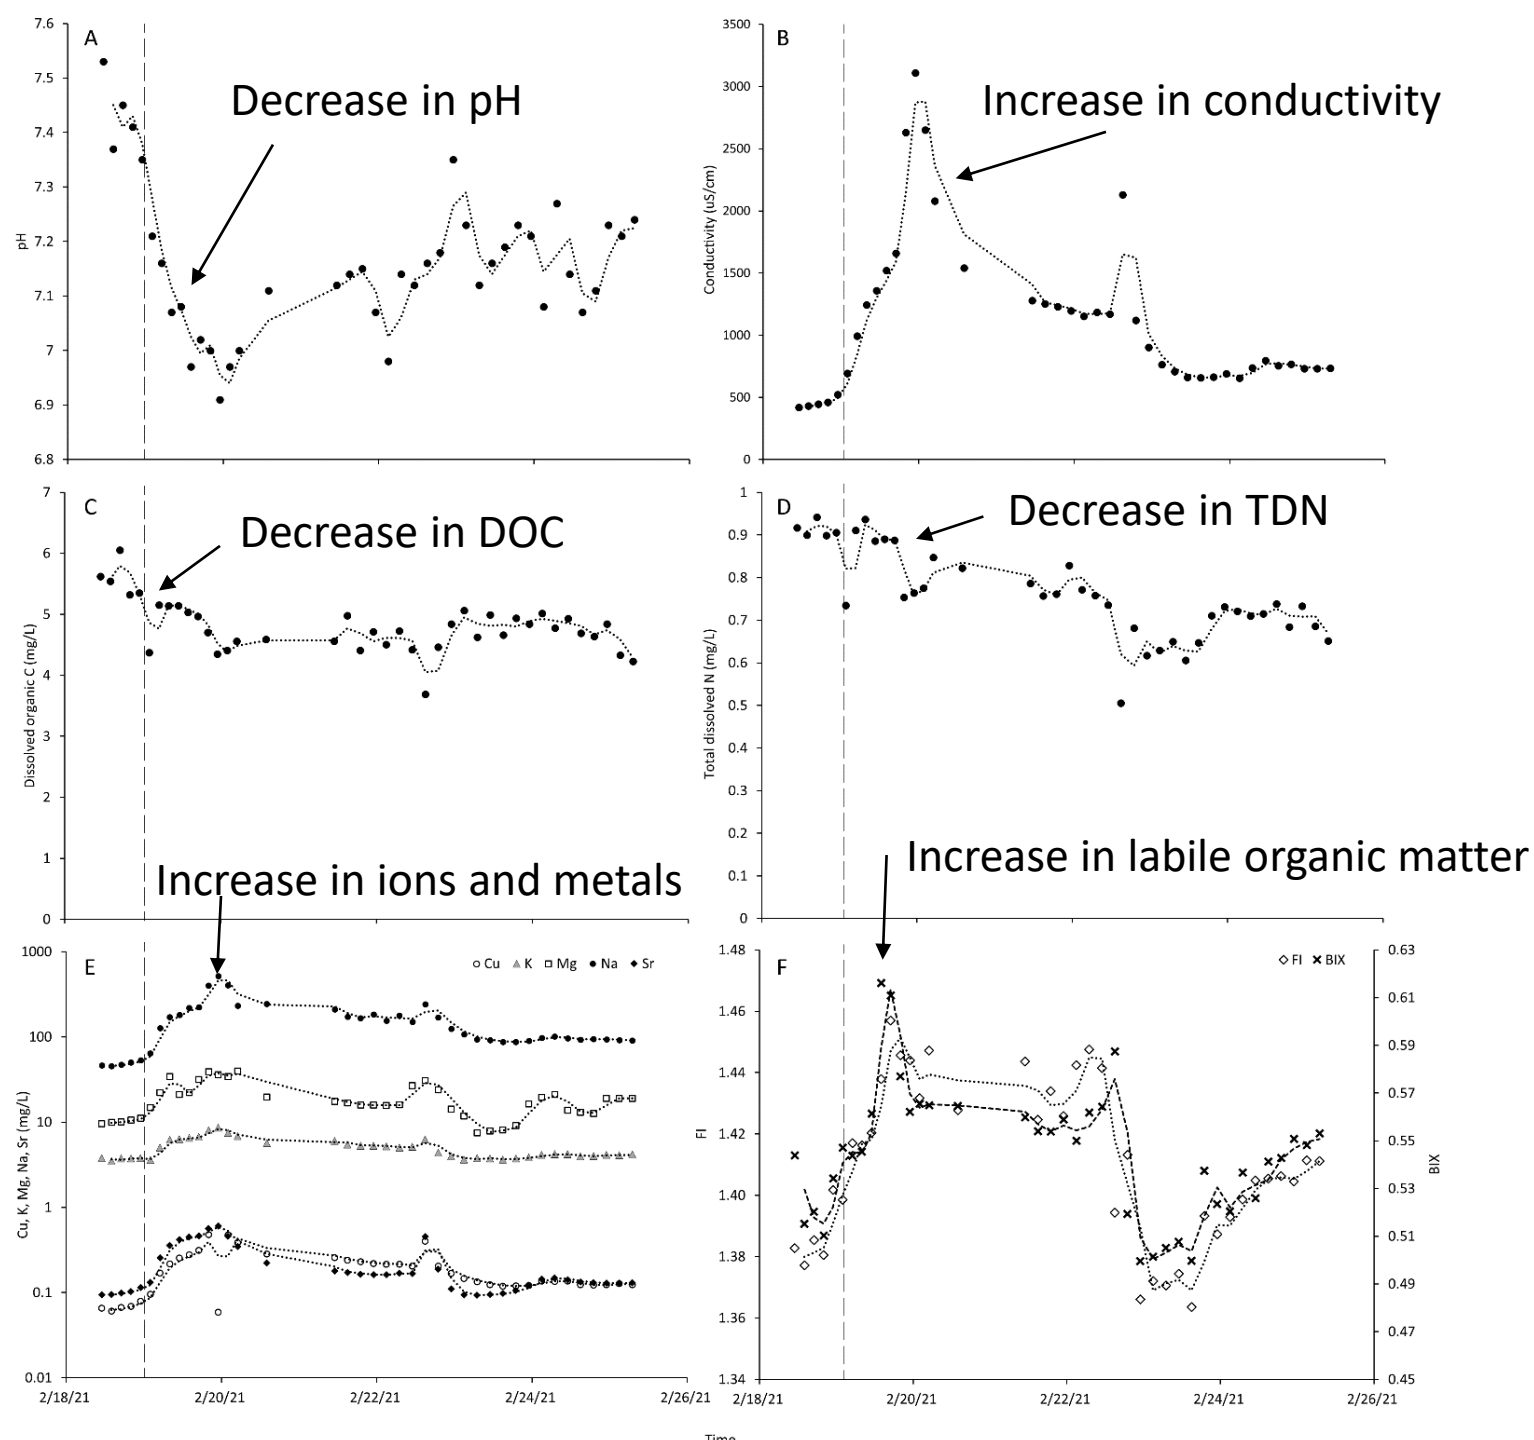 A
Decrease in pH
7.6
7.5
7.4
7.3
7.2
7.1
7
6.9
6.8
pH
B
Increase in conductivity
3500
3000
2500
2000
1500
1000
500
0
Conductivity (uS/cm)
C
Decrease in DOC
7
6
5
4
3
2
1
0
Dissolved organic C (mg/L)
D
Decrease in TDN
1
0.9
0.8
0.7
0.6
0.5
0.4
0.3
0.2
0.1
0
Total dissolved N (mg/L)
Increase in ions and metals
Increase in labile organic matter
E
Cu K Mg Na Sr
1000
100
10
1
0.1
0.01
Cu, K, Mg, Na, Sr (mg/L)
2/18/21 2/20/21 2/22/21 2/24/21 2/26/21
F
FI BIX
1.48
1.46
1.44
1.42
1.40
1.38
1.36
1.34
FI
0.63
0.61
0.59
0.57
0.55
0.53
0.51
0.49
0.47
0.45
BIX
2/18/21 2/20/21 2/22/21 2/24/21 2/26/21
Time